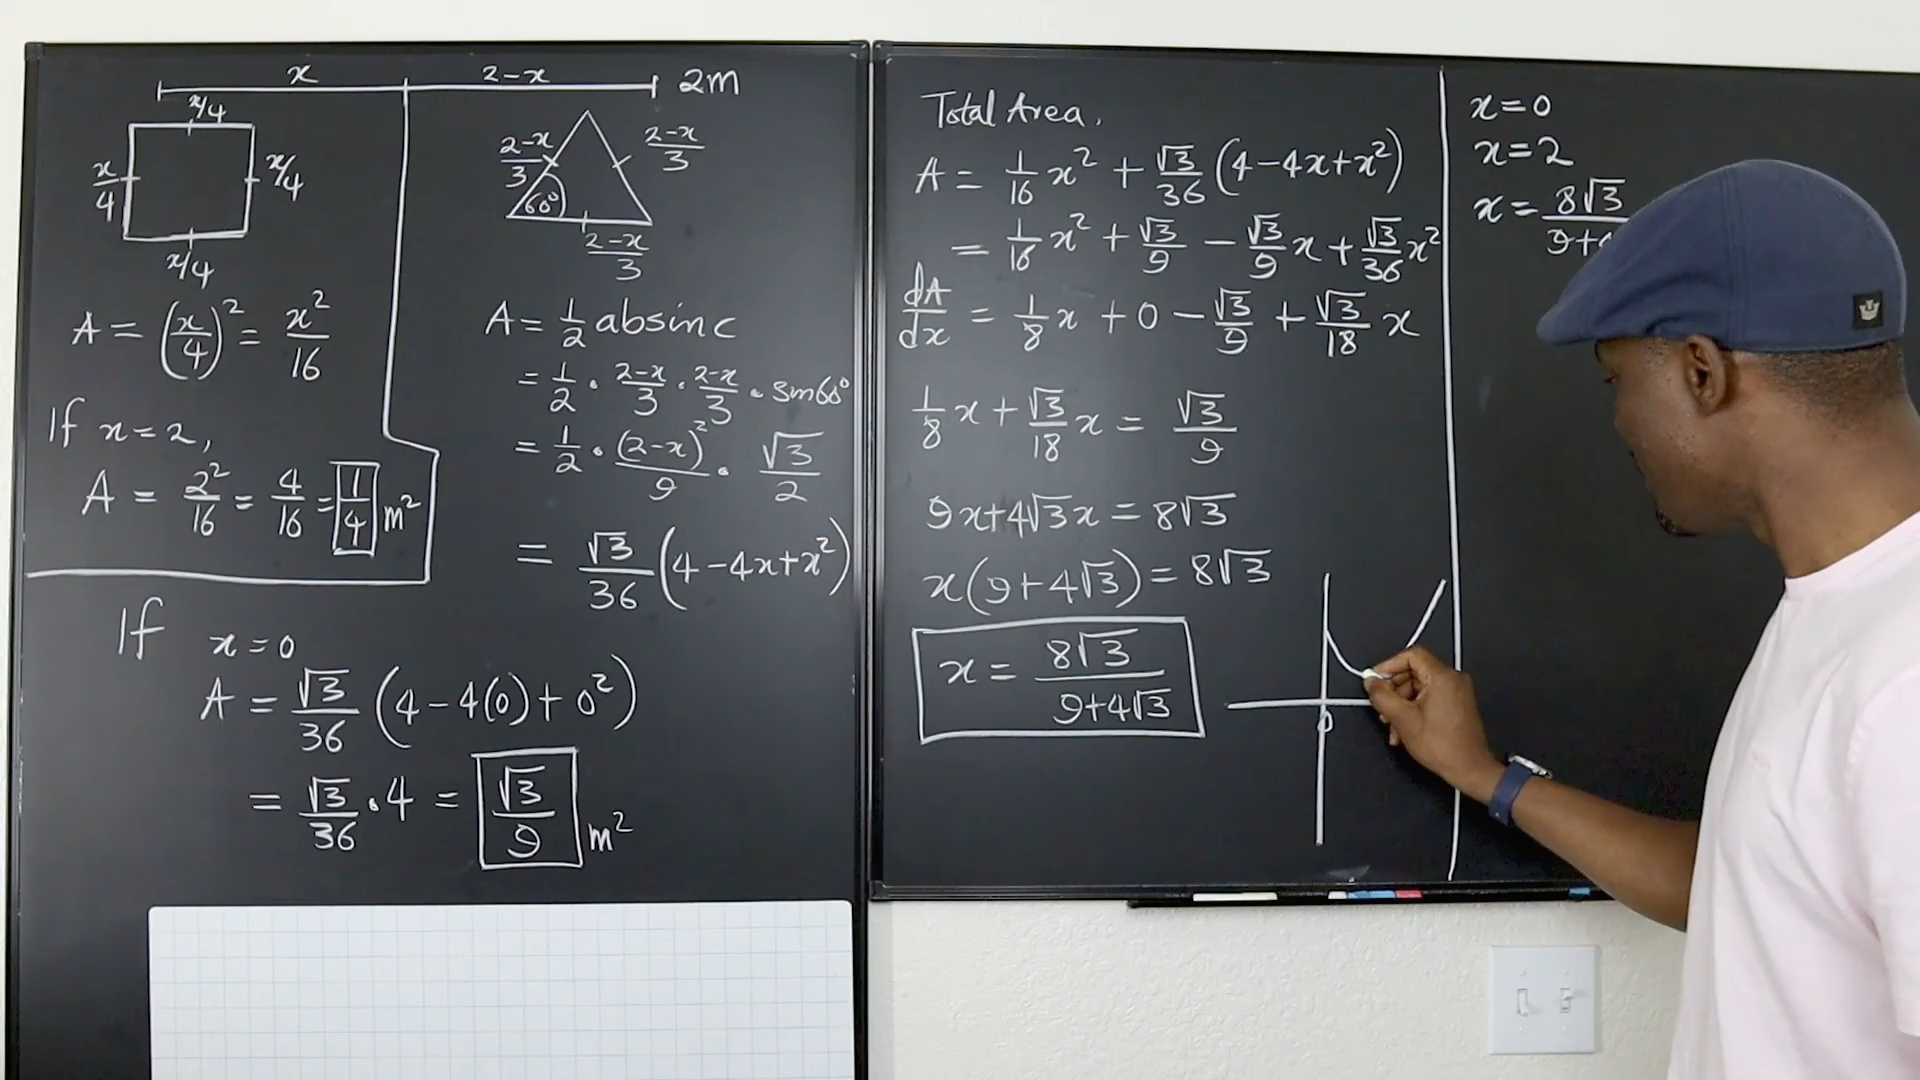 x 2-x 2m
x/4
x/4 x/4
x/4
A = (x/4)² = x²/16
If x = 2,
A = 2²/16 = 4/16 = 1/4 m²
2-x/3 2-x/3
60°
2-x/3
A = 1/2 absinc
= 1/2 · 2-x/3 · 2-x/3 · sin60°
= 1/2 · (2-x)²/9 · √3/2
= √3/36 (4-4x+x²)
If x = 0
A = √3/36 (4-4(0)+0²)
= √3/36 · 4 = √3/9 m²
Total Area.
A = 1/16 x² + √3/36 (4-4x+x²)
= 1/16 x² + √3/9 - √3/9 x + √3/36 x²
dA/dx = 1/8 x + 0 - √3/9 + √3/18 x
1/8 x + √3/18 x = √3/9
9x+4√3x = 8√3
x(9+4√3) = 8√3
x = 8√3/9+4√3
0
x=0
x=2
x = 8√3/9+